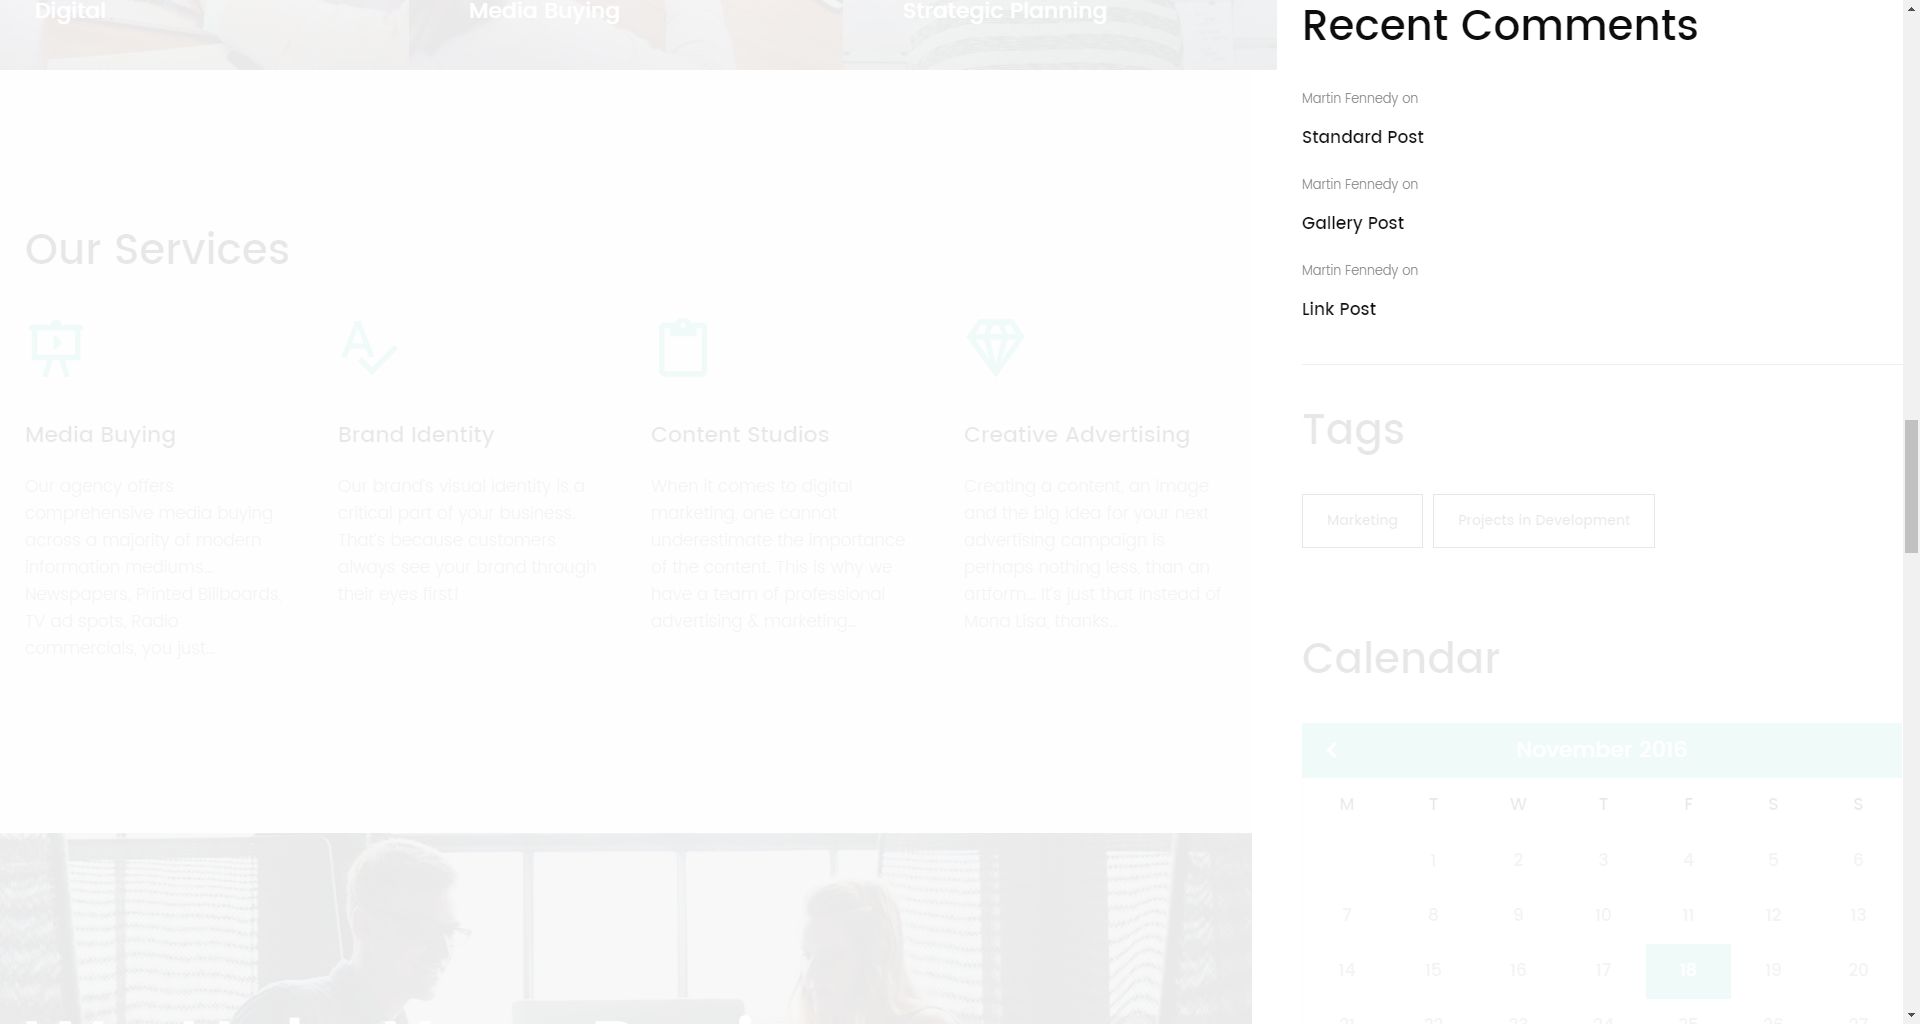 Digital
Media Buying
Strategic Planning
Our Services
Media Buying
Our agency offers
comprehensive media buying
across a majority of modern
information mediums...
Newspapers, Printed Billboards,
TV ad spots, Radio
commercials, you just...
Brand Identity
Our brand's visual identity is a
critical part of your business.
That's because customers
always see your brand through
their eyes first!
Content Studios
When it comes to digital
marketing, one cannot
underestimate the importance
of the content. This is why we
have a team of professional
advertising & marketing...
Creative Advertising
Creating a content, an image
and the big idea for your next
advertising campaign is
perhaps nothing less, than an
artform... It's just that instead of
Mona Lisa, thanks...
Recent Comments
Martin Fennedy on
Standard Post
Martin Fennedy on
Gallery Post
Martin Fennedy on
Link Post
Tags
Marketing
Projects in Development
Calendar
November 2016
M T W T F S S
1 2 3 4 5 6
7 8 9 10 11 12 13
14 15 16 17 18 19 20
21 22 23 24 25 26 27